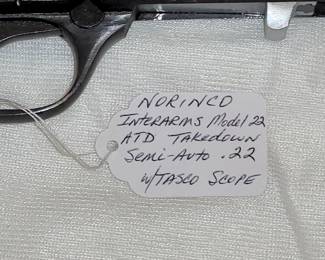 NORINCO
INTERARMS MODEL 22
ATD TAKEDOWN
SEMI-AUTO .22
W/TASCO SCOPE